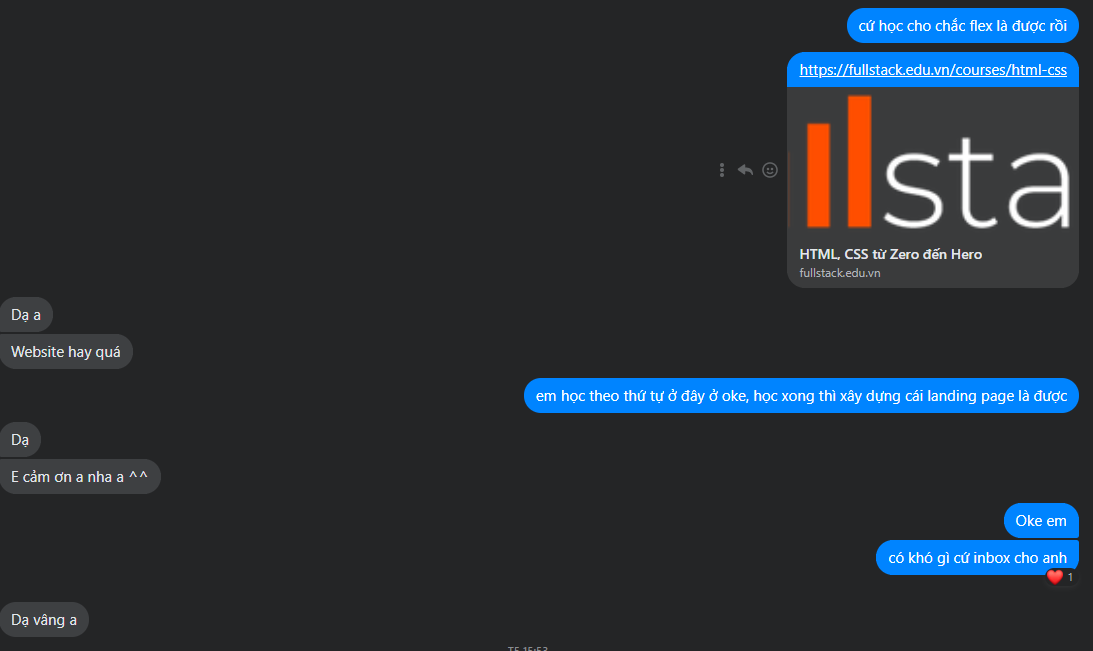 cứ học cho chắc flex là được rồi
https://fullstack.edu.vn/courses/html-css
llsta
HTML, CSS từ Zero đến Hero
fullstack.edu.vn
Dạ a
Website hay quá
em học theo thứ tự ở đây ở oke, học xong thì xây dựng cái landing page là được
Dạ
E cảm ơn a nha a ^^
Oke em
có khó gì cứ inbox cho anh
1
Dạ vâng a